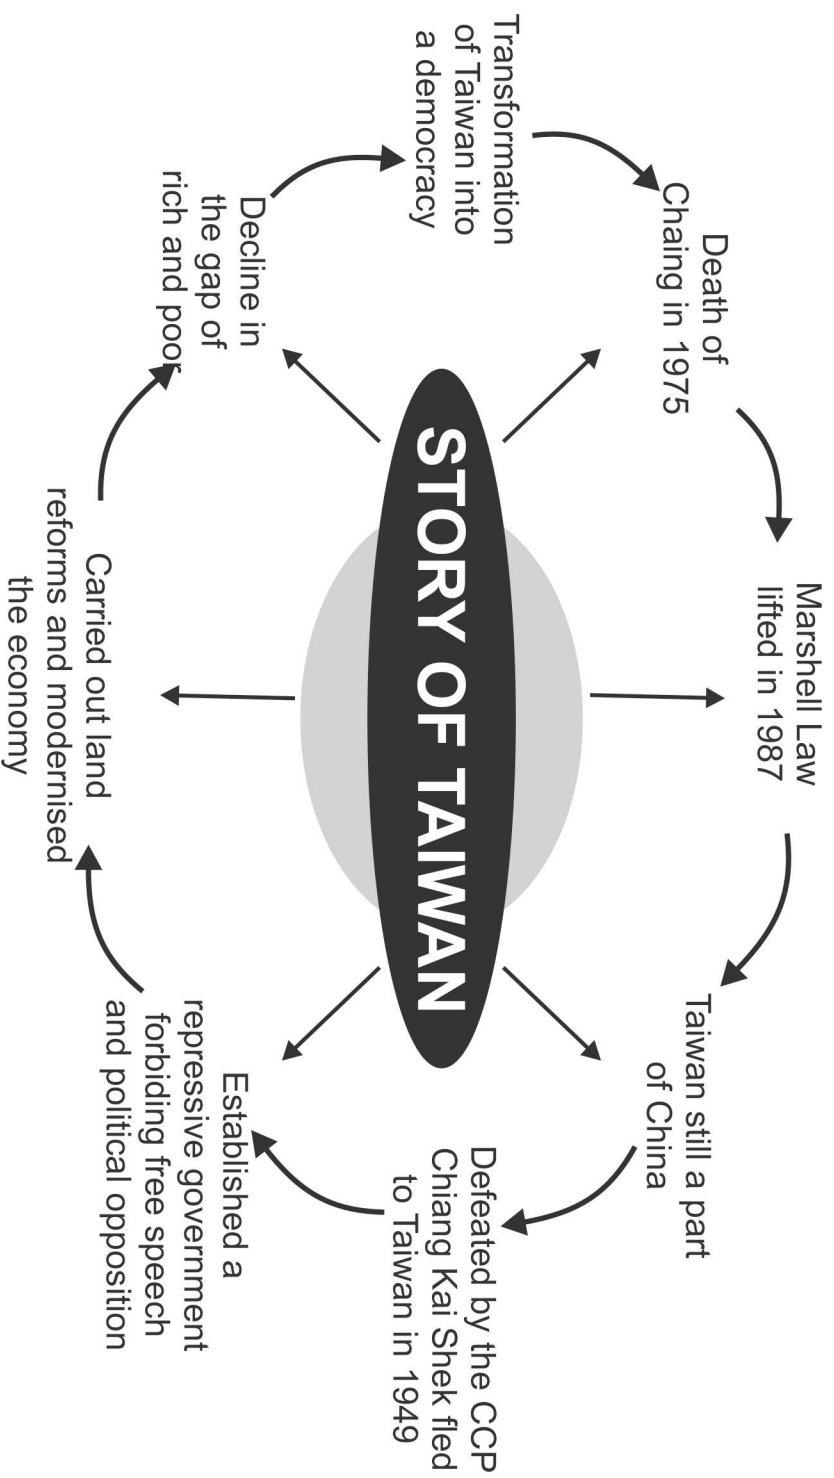 STORY OF TAIWAN
Marshell Law
lifted in 1987
Taiwan still a part
of China
Defeated by the CCP
Chiang Kai Shek fled
to Taiwan in 1949
Established a
repressive government
forbiding free speech
and political opposition
Carried out land
reforms and modernised
the economy
Decline in
the gap of
rich and poor
Transformation
of Taiwan into
a democracy
Death of
Chaing in 1975